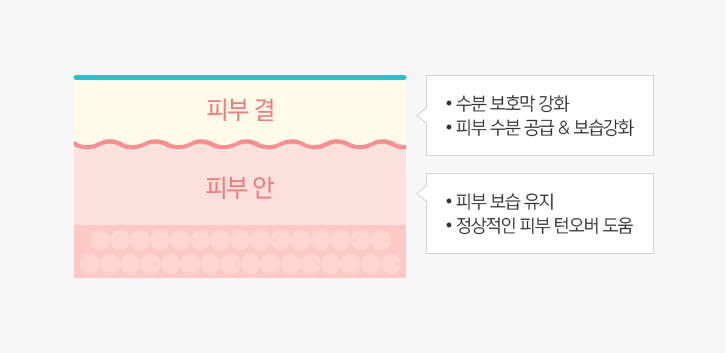 피부 결
• 수분 보호막 강화
• 피부 수분 공급 & 보습강화
피부 안
• 피부 보습 유지
• 정상적인 피부 턴오버 도움